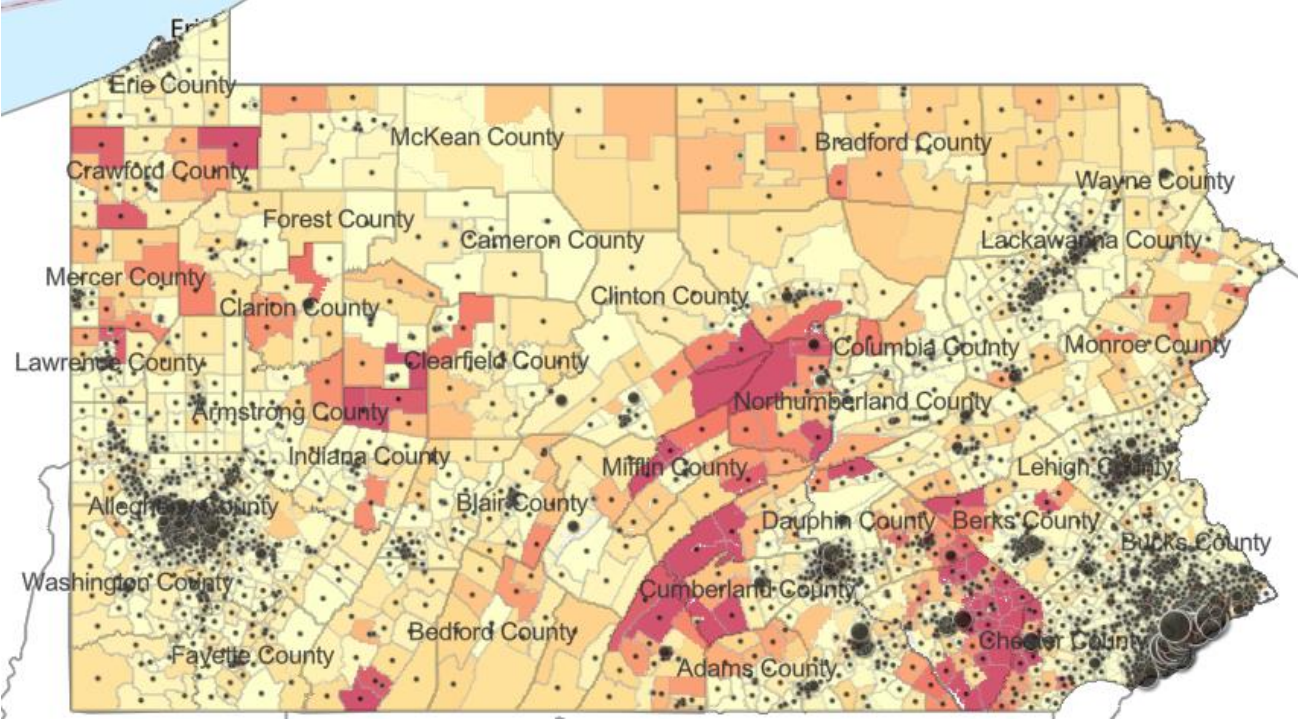 Erie
Erie County
McKean County
Bradford County
Crawford County
Wayne County
Forest County
Cameron County
Lackawanna County
Mercer County
Clarion County
Clinton County
Lawrence County
Clearfield County
Columbia County
Monroe County
Armstrong County
Northumberland County
Indiana County
Mifflin County
Lehigh County
Allegheny County
Blair County
Dauphin County
Berks County
Bucks County
Washington County
Cumberland County
Bedford County
Chester County
Fayette County
Adams County